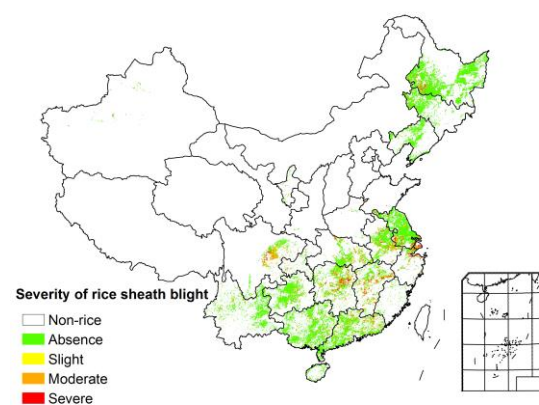 Severity of rice sheath blight
Non-rice
Absence
Slight
Moderate
Severe